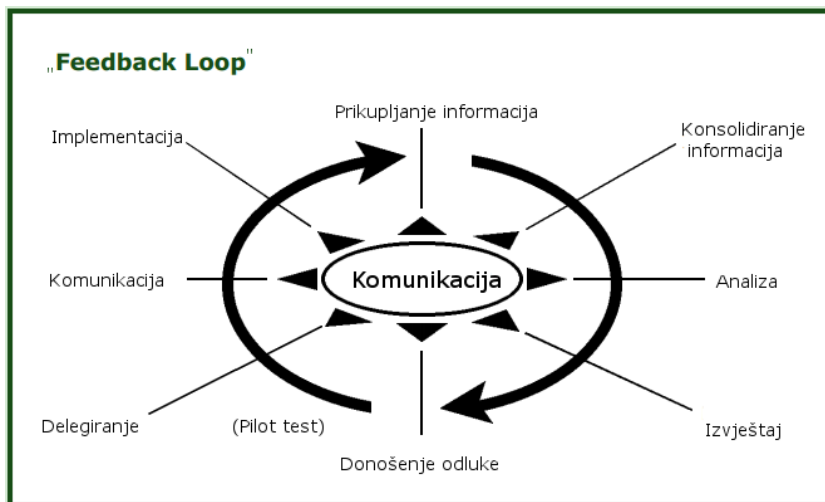 „Feedback Loop"
Prikupljanje informacija
Implementacija
Konsolidiranje
informacija
Komunikacija
Komunikacija
Analiza
Delegiranje
(Pilot test)
Izvještaj
Donošenje odluke